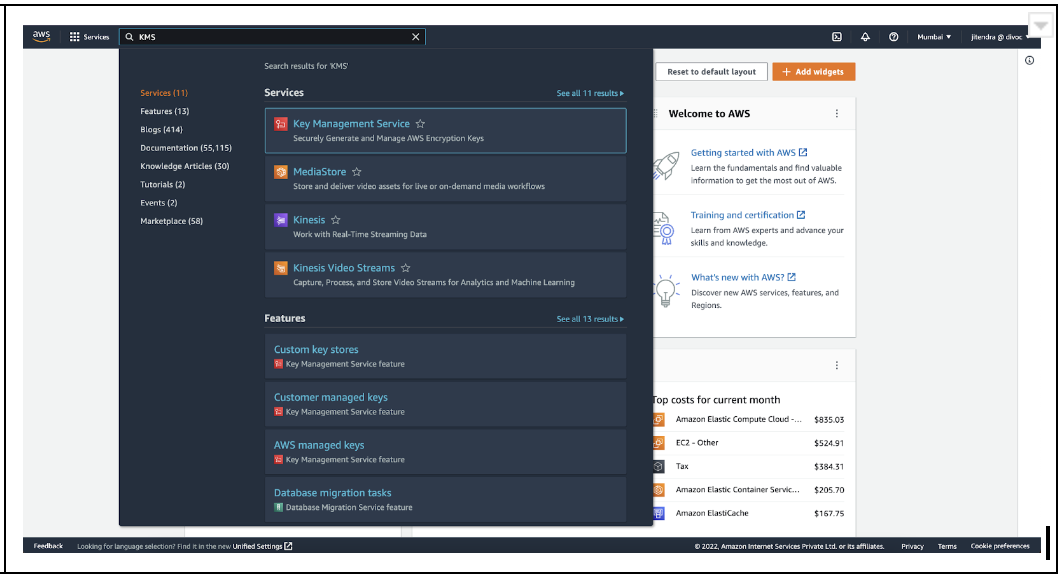 aws
Services
KMS
Mumbai
jitendra @ divoc
Search results for 'KMS'
Services (11)
Features (13)
Blogs (414)
Documentation (55,115)
Knowledge Articles (30)
Tutorials (2)
Events (2)
Marketplace (58)
Services
See all 11 results
Key Management Service
Securely Generate and Manage AWS Encryption Keys
MediaStore
Store and deliver video assets for live or on-demand media workflows
Kinesis
Work with Real-Time Streaming Data
Kinesis Video Streams
Capture, Process, and Store Video Streams for Analytics and Machine Learning
Features
See all 13 results
Custom key stores
Key Management Service feature
Customer managed keys
Key Management Service feature
AWS managed keys
Key Management Service feature
Database migration tasks
Database Migration Service feature
Reset to default layout
+ Add widgets
Welcome to AWS
Getting started with AWS
Learn the fundamentals and find valuable
information to get the most out of AWS.
Training and certification
Learn from AWS experts and advance your
skills and knowledge.
What's new with AWS?
Discover new AWS services, features, and
Regions.
Top costs for current month
Amazon Elastic Compute Cloud -... $835.03
EC2 - Other $524.91
Tax $384.31
Amazon Elastic Container Servic... $205.70
Amazon ElastiCache $167.75
Feedback
Looking for language selection? Find it in the new Unified Settings
© 2022, Amazon Internet Services Private Ltd. or its affiliates.
Privacy
Terms
Cookie preferences